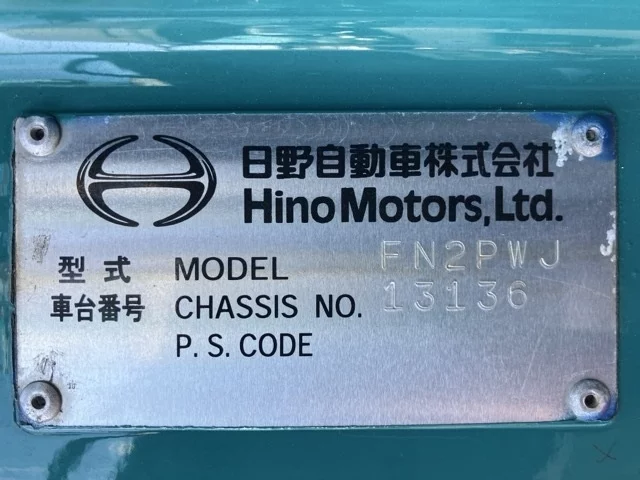 日野自動車株式会社
Hino Motors, Ltd.
型式 MODEL FN2PWJ
車台番号 CHASSIS NO. 13136
P.S.CODE